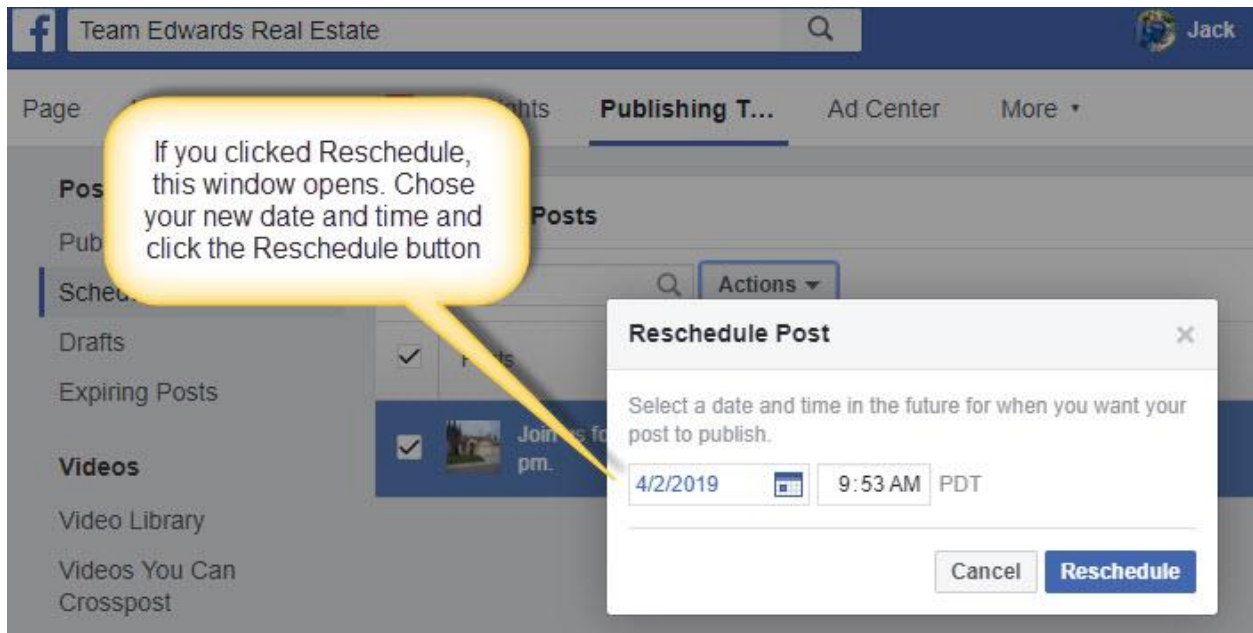 f Team Edwards Real Estate
Jack
Page
Publishing T...
Ad Center
More
If you clicked Reschedule,
this window opens. Chose
your new date and time and
click the Reschedule button
Posts
Actions
Drafts
Expiring Posts
Videos
Video Library
Videos You Can
Crosspost
pm.
Reschedule Post
Select a date and time in the future for when you want your
post to publish.
4/2/2019 9:53 AM PDT
Cancel Reschedule